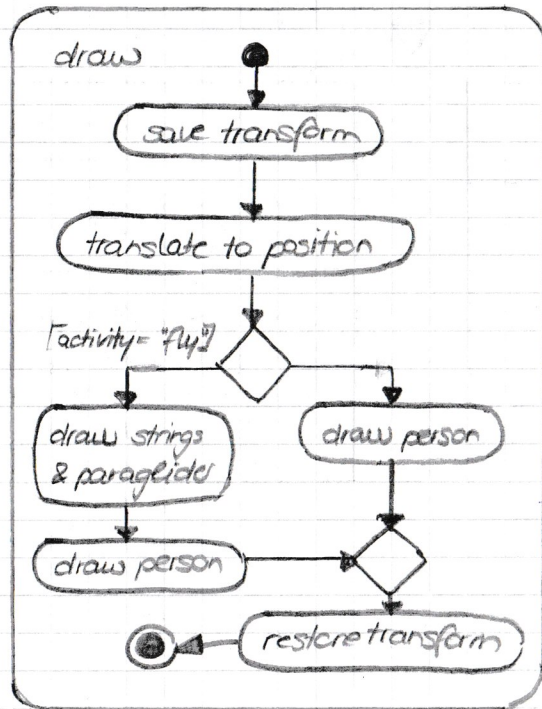 draw
save transform
translate to position
[activity= "fly"]
draw strings
& paraglider
draw person
draw person
restore transform